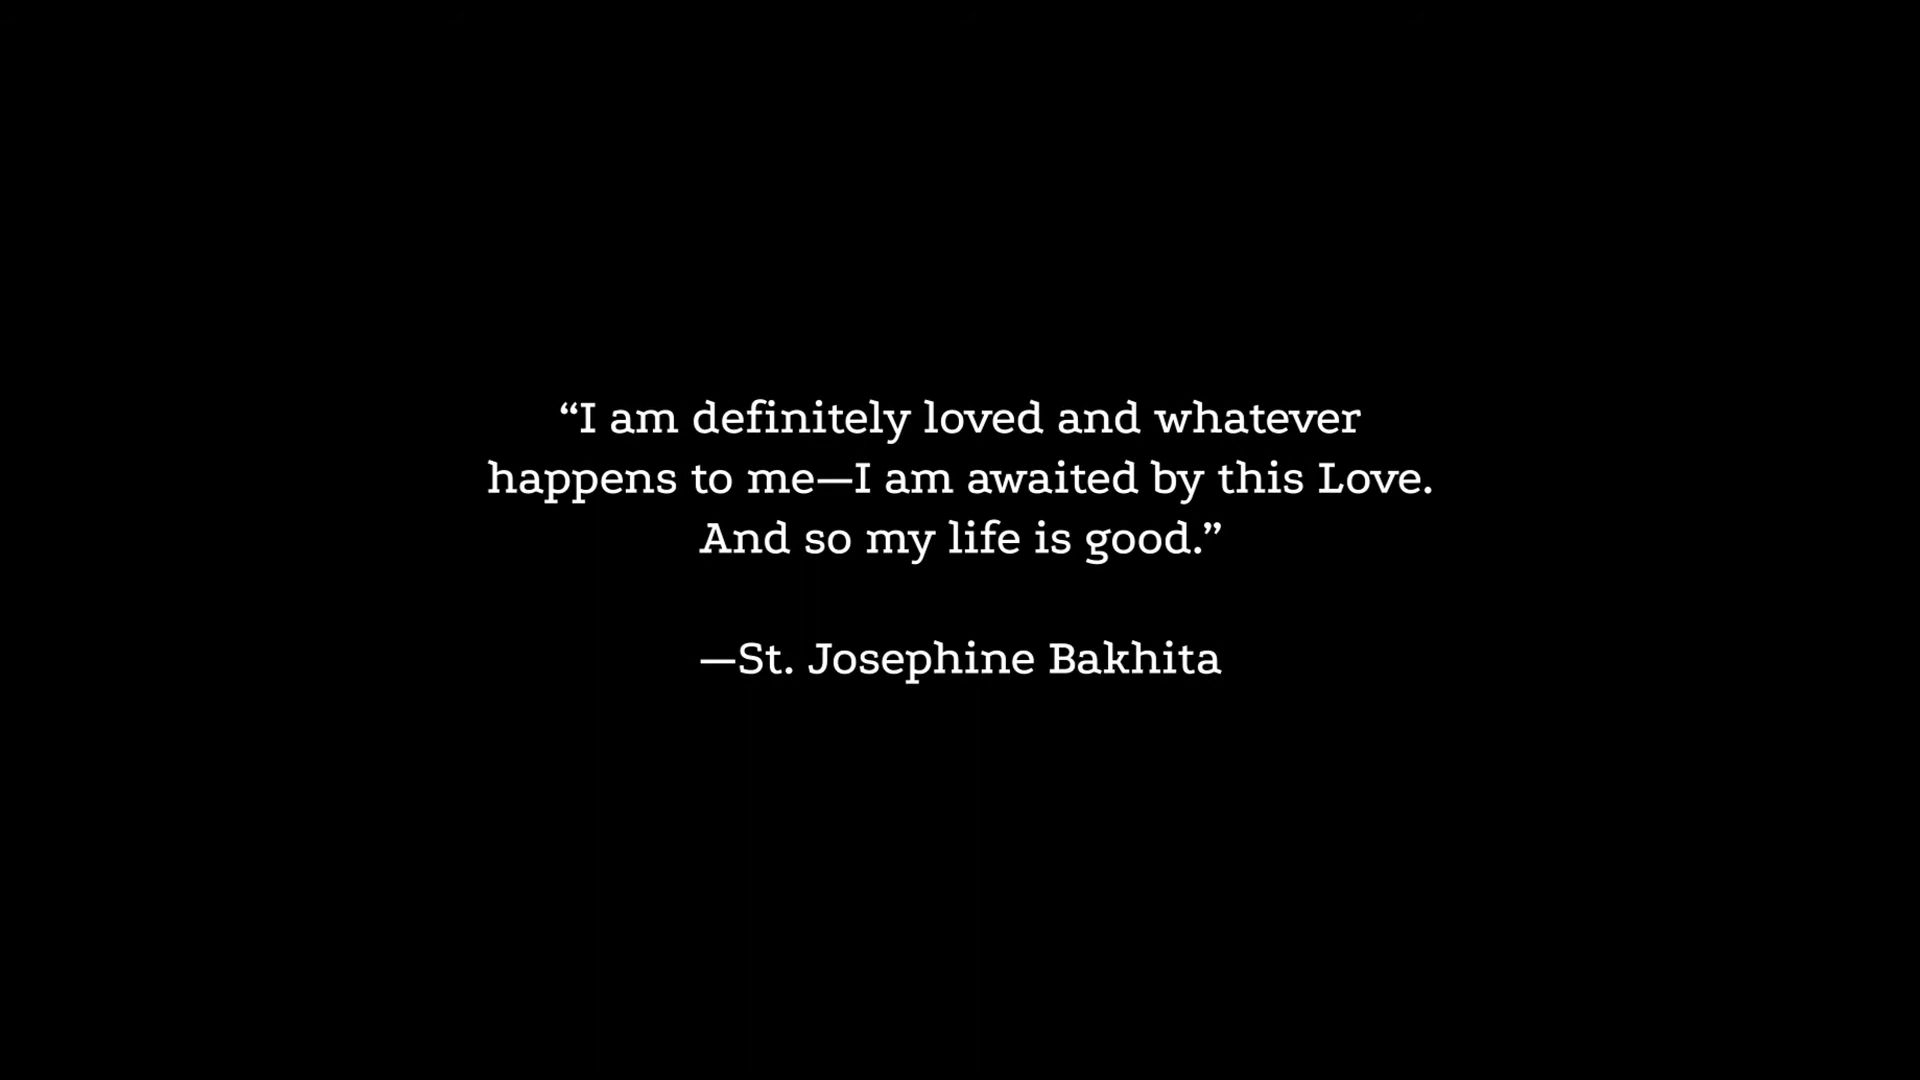 “I am definitely loved and whatever
happens to me—I am awaited by this Love.
And so my life is good.”
—St. Josephine Bakhita